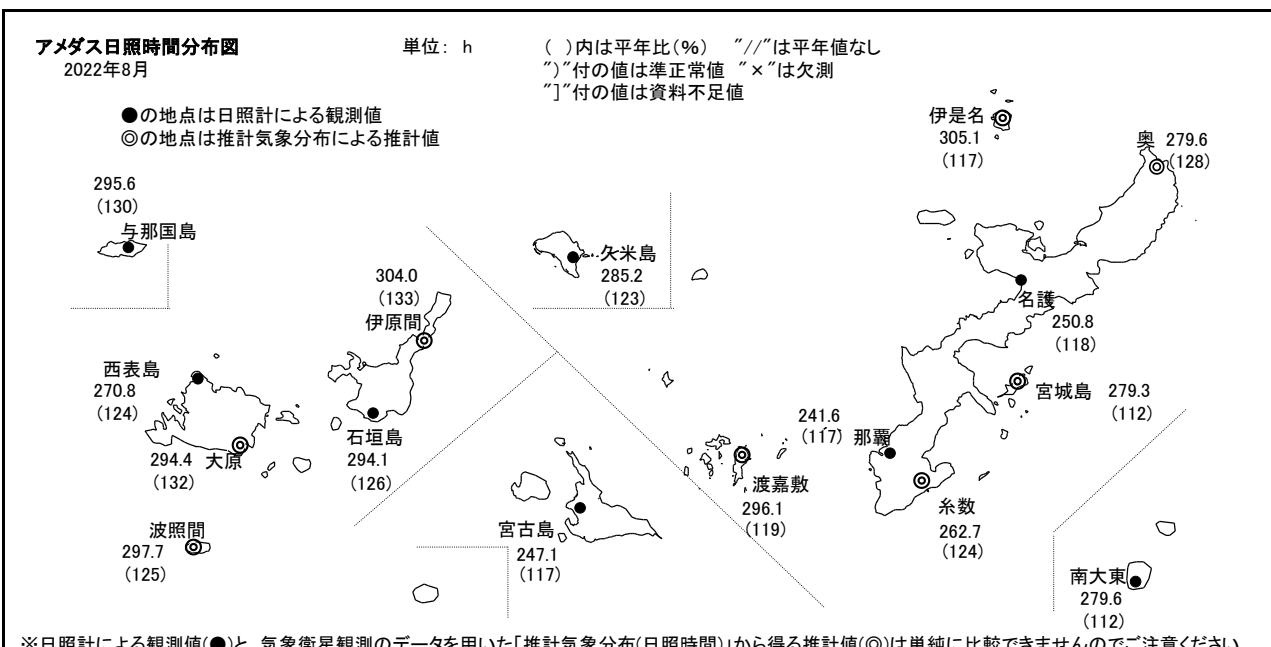 アメダス日照時間分布図 単位: h ( )内は平年比(%) "//"は平年値なし
2022年8月 ")"付の値は準正常値 "×"は欠測
"]"付の値は資料不足値
●の地点は日照計による観測値
◎の地点は推計気象分布による推計値
伊是名
305.1
(117)
奥 279.6
(128)
295.6
(130)
与那国島
久米島
285.2
(123)
304.0
(133)
伊原間
名護
250.8
(118)
西表島
270.8
(124)
宮城島 279.3
(112)
石垣島
294.1
(126)
大原
294.4
(132)
241.6
(117) 那覇
渡嘉敷
296.1
(119)
糸数
262.7
(124)
波照間
297.7
(125)
宮古島
247.1
(117)
南大東
279.6
(112)
※日照計による観測値(●)と、気象衛星観測のデータを用いた「推計気象分布(日照時間)」から得る推計値(◎)は単純に比較できませんのでご注意ください